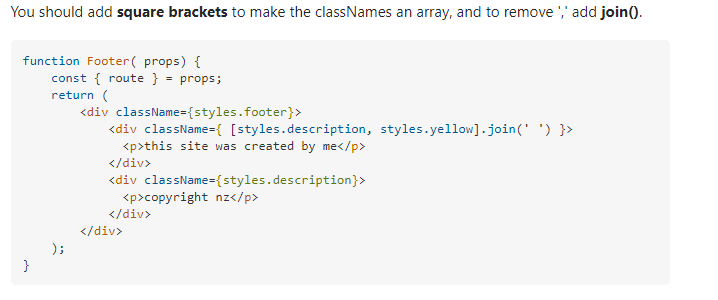 You should add square brackets to make the classNames an array, and to remove ',' add join().
function Footer( props) {
    const { route } = props;
    return (
        <div className={styles.footer}>
            <div className={ [styles.description, styles.yellow].join(' ') }>
              <p>this site was created by me</p>
            </div>
            <div className={styles.description}>
              <p>copyright nz</p>
            </div>
        </div>
    );
}